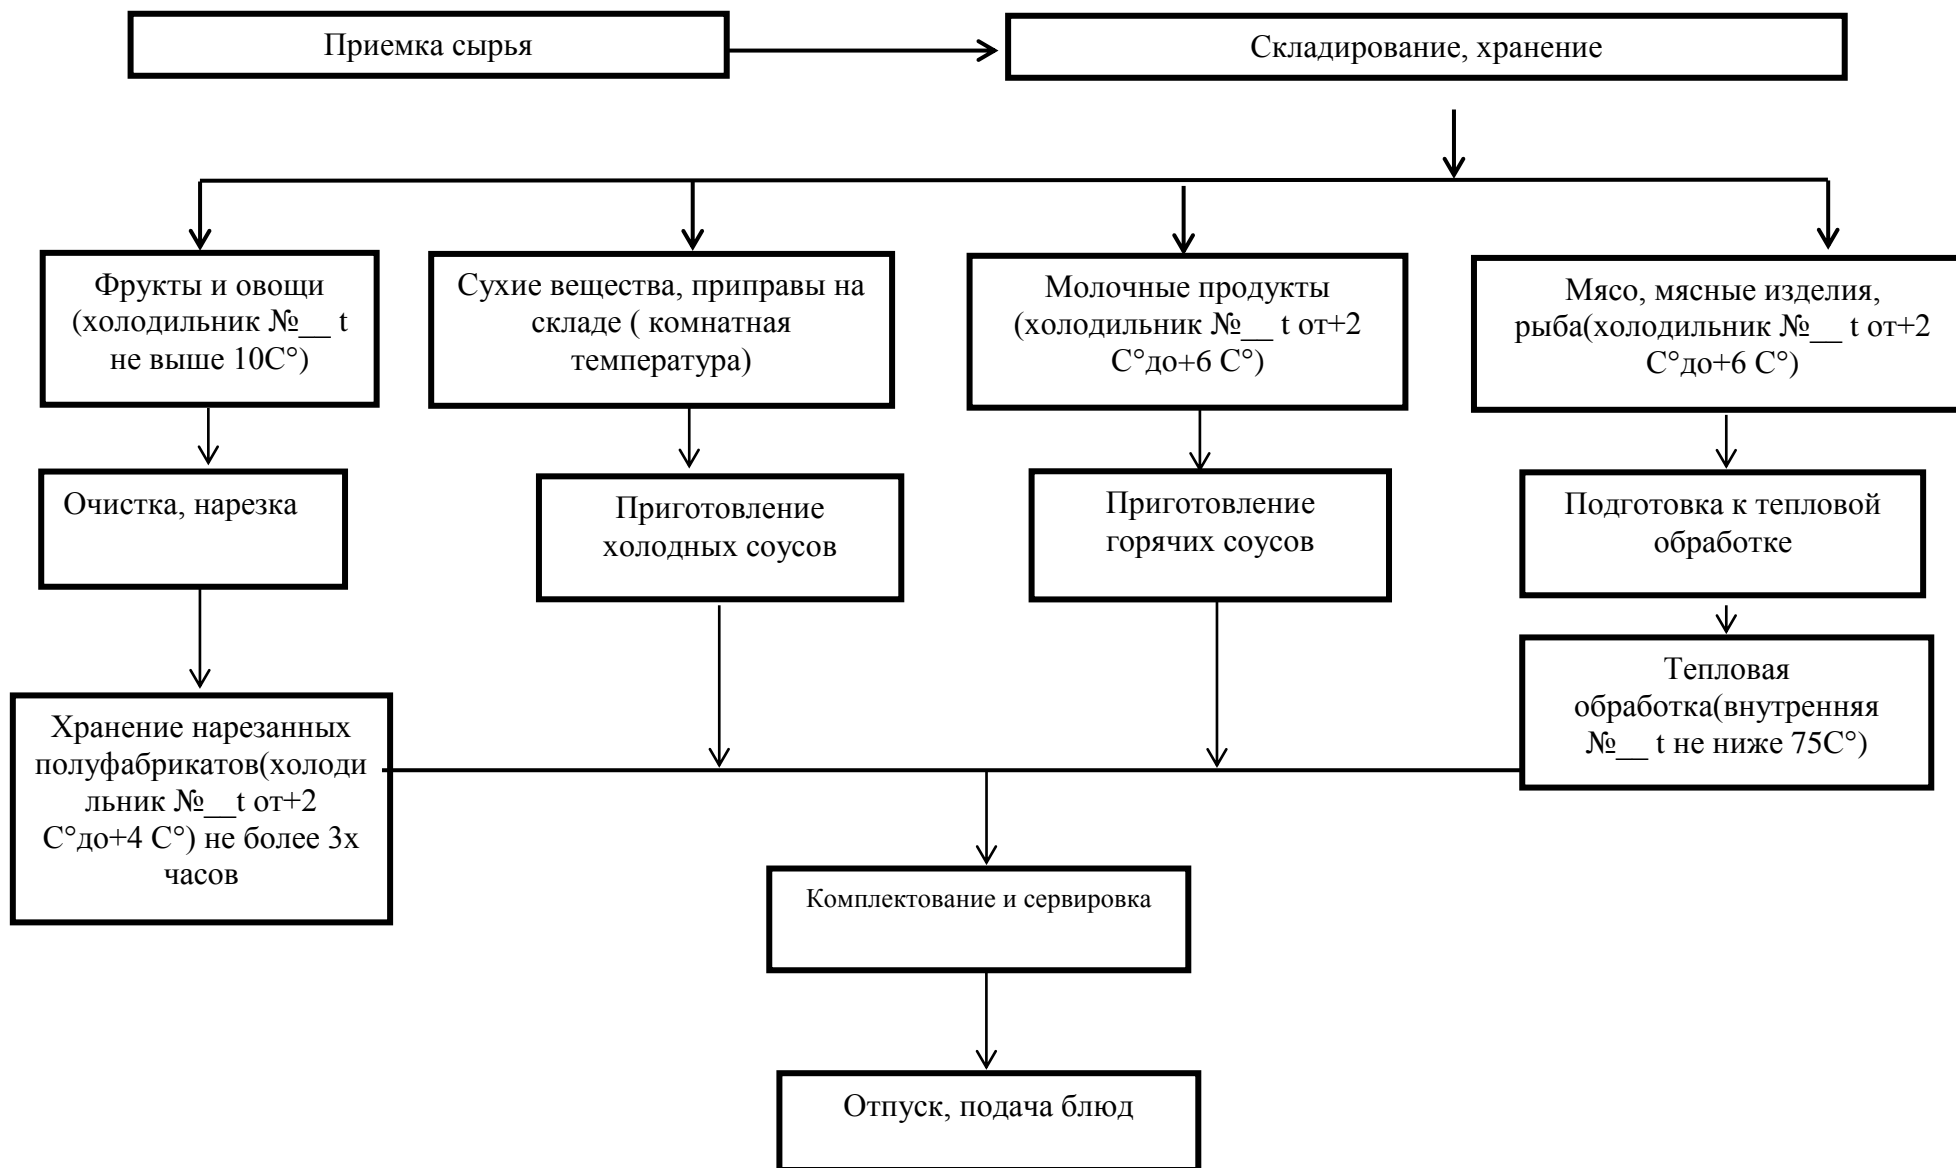 Приемка сырья
Складирование, хранение
Фрукты и овощи
(холодильник №__ t
не выше 10С°)
Сухие вещества, приправы на
складе ( комнатная
температура)
Молочные продукты
(холодильник №__ t от+2
С°до+6 С°)
Мясо, мясные изделия,
рыба(холодильник №__ t от+2
С°до+6 С°)
Очистка, нарезка
Приготовление
холодных соусов
Приготовление
горячих соусов
Подготовка к тепловой
обработке
Хранение нарезанных
полуфабрикатов(холоди
льник №__t от+2
С°до+4 С°) не более 3х
часов
Тепловая
обработка(внутренняя
№__ t не ниже 75С°)
Комплектование и сервировка
Отпуск, подача блюд